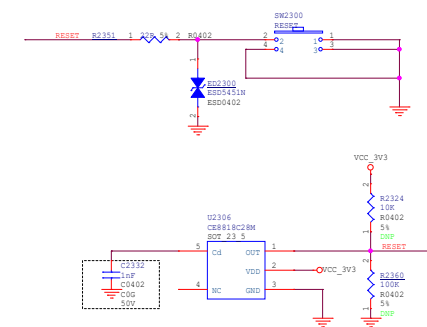 SW2300
RESET
RESET R2351 1 22R 5% 2 R0402 2 2 1 1
4 4 3 3
1
ED2300
ESD5451N
ESD0402
2
VCC_3V3
2
R2324
10K
R0402
5%
1 DNP
U2306
CE8818C28M
SOT_23_5
RESET
5 Cd OUT 1
2
C2332
1nF
C0402
C0G
50V
VDD 2 VCC_3V3
4 NC GND 3
R2360
100K
R0402
5%
1 DNP